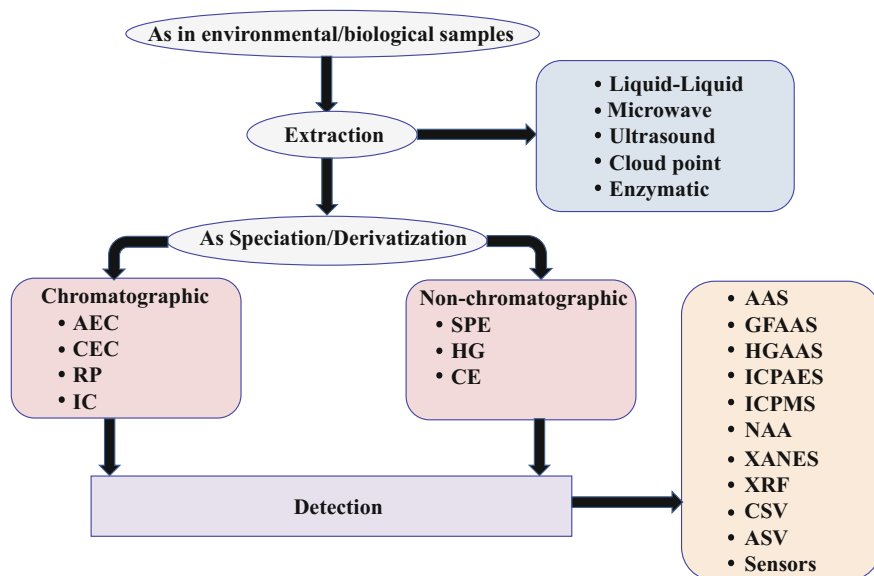 As in environmental/biological samples
Extraction
• Liquid-Liquid
• Microwave
• Ultrasound
• Cloud point
• Enzymatic
As Speciation/Derivatization
Chromatographic
• AEC
• CEC
• RP
• IC
Non-chromatographic
• SPE
• HG
• CE
Detection
• AAS
• GFAAS
• HGAAS
• ICPAES
• ICPMS
• NAA
• XANES
• XRF
• CSV
• ASV
• Sensors